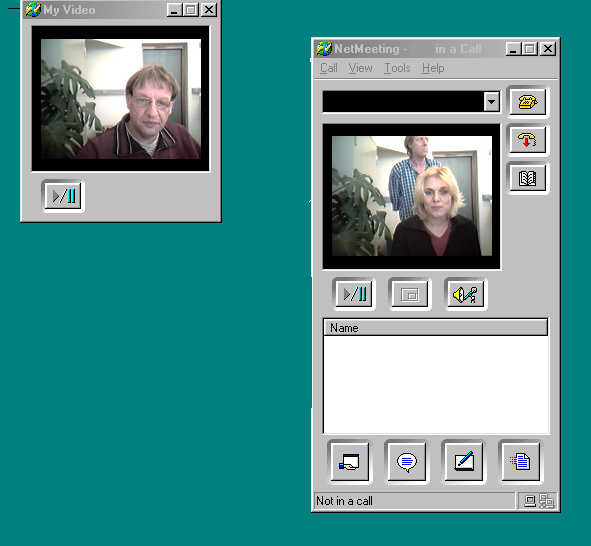 My Video
NetMeeting - in a Call
Call View Tools Help
Name
Not in a call